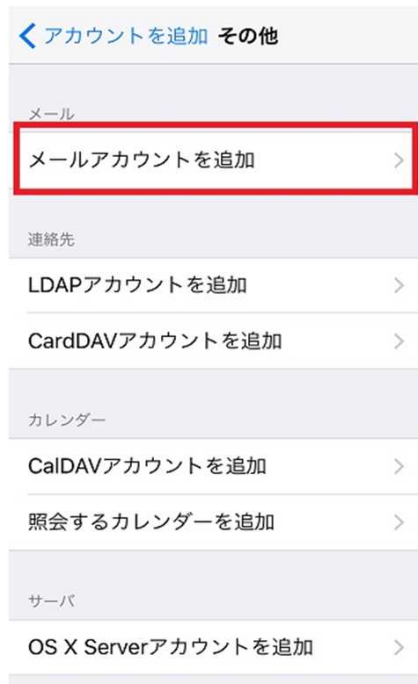 アカウントを追加 その他
メール
メールアカウントを追加
連絡先
LDAPアカウントを追加
CardDAVアカウントを追加
カレンダー
CalDAVアカウントを追加
照会するカレンダーを追加
サーバ
OS X Serverアカウントを追加